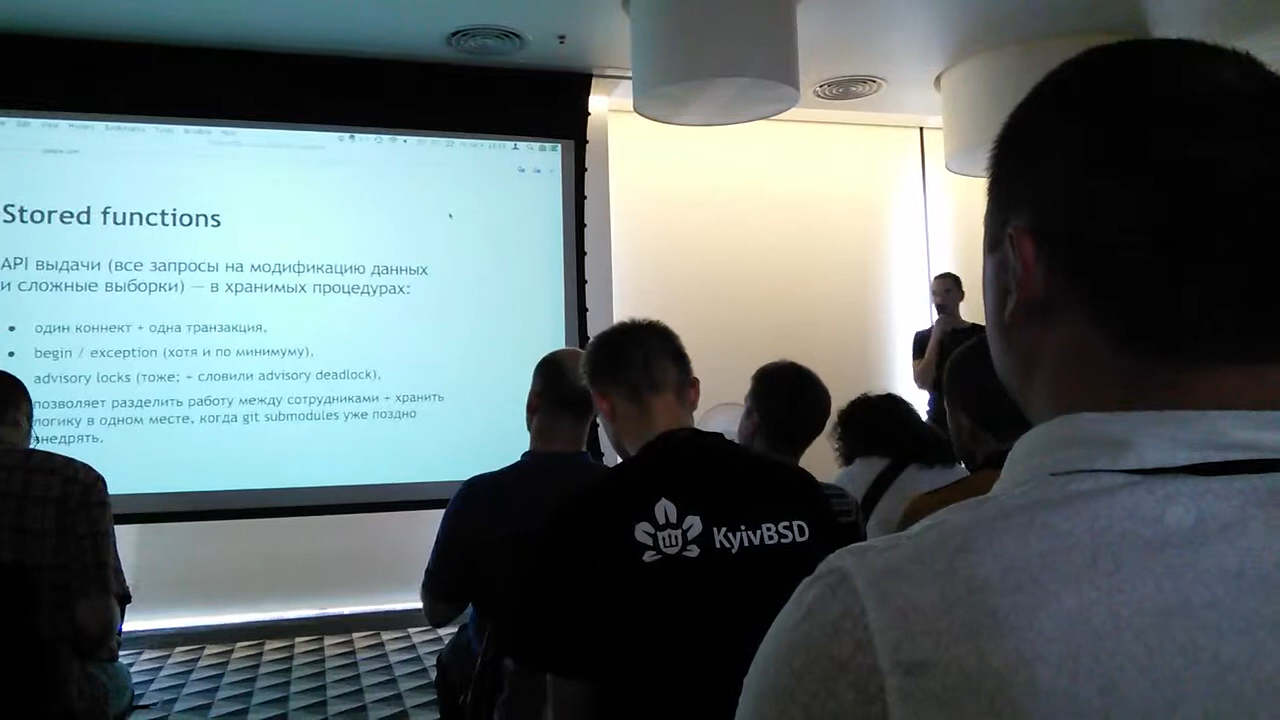 Stored functions
API выдачи (все запросы на модификацию данных
и сложные выборки) — в хранимых процедурах:
• один коннект + одна транзакция,
• begin / exception (хотя и по минимуму),
advisory locks (тоже; + словили advisory deadlock),
позволяет разделить работу между сотрудниками + хранить
логику в одном месте, когда git submodules уже поздно
внедрять.
KyivBSD